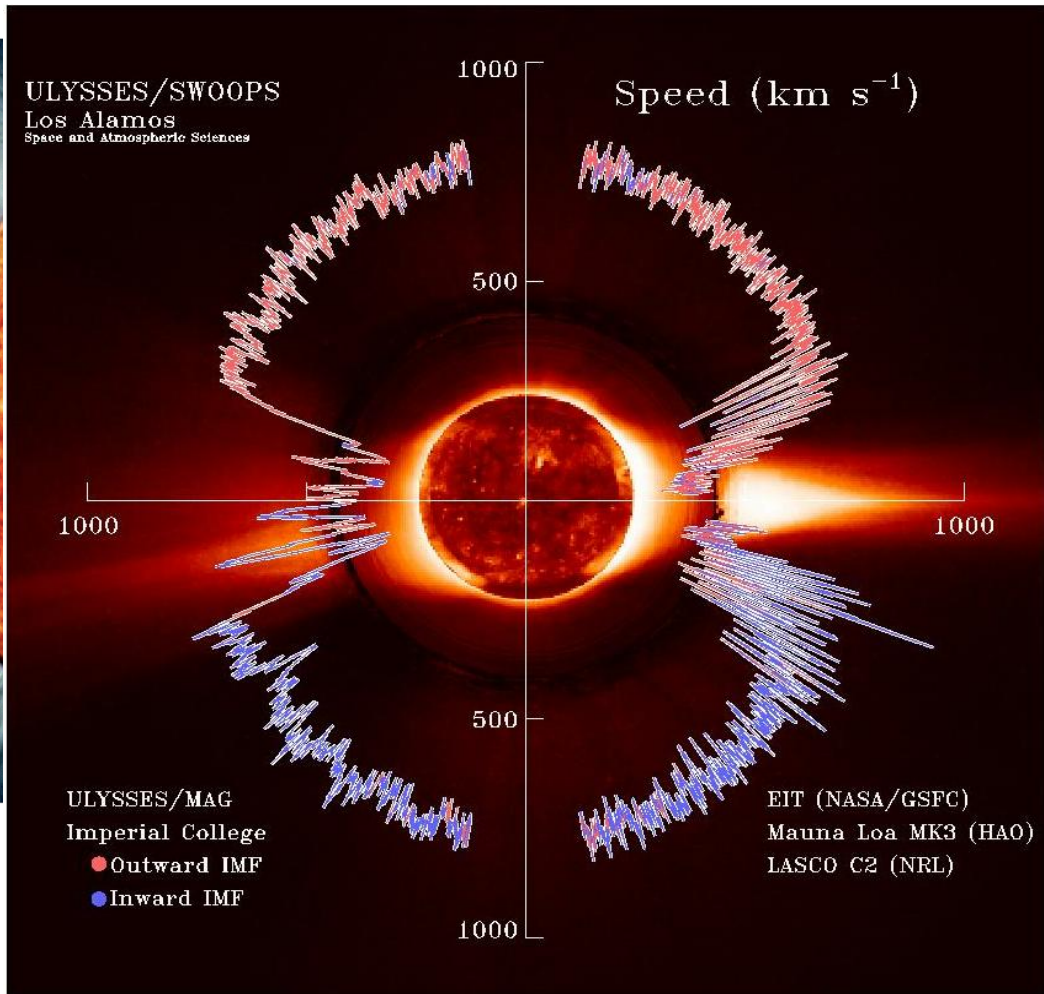 ULYSSES/SWOOPS
Los Alamos
Space and Atmospheric Sciences
Speed (km s⁻¹)
1000
500
1000
1000
500
1000
ULYSSES/MAG
Imperial College
Outward IMF
Inward IMF
EIT (NASA/GSFC)
Mauna Loa MK3 (HAO)
LASCO C2 (NRL)